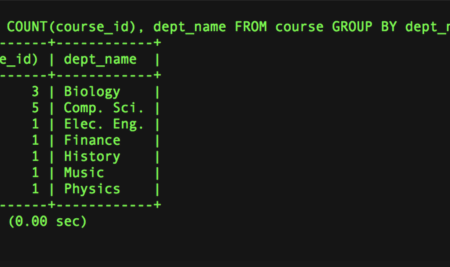 COUNT(course_id), dept_name FROM course GROUP BY dept_n
------+------------+
e_id) | dept_name  |
------+------------+
    3 | Biology    |
    5 | Comp. Sci. |
    1 | Elec. Eng. |
    1 | Finance    |
    1 | History    |
    1 | Music      |
    1 | Physics    |
------+------------+
(0.00 sec)